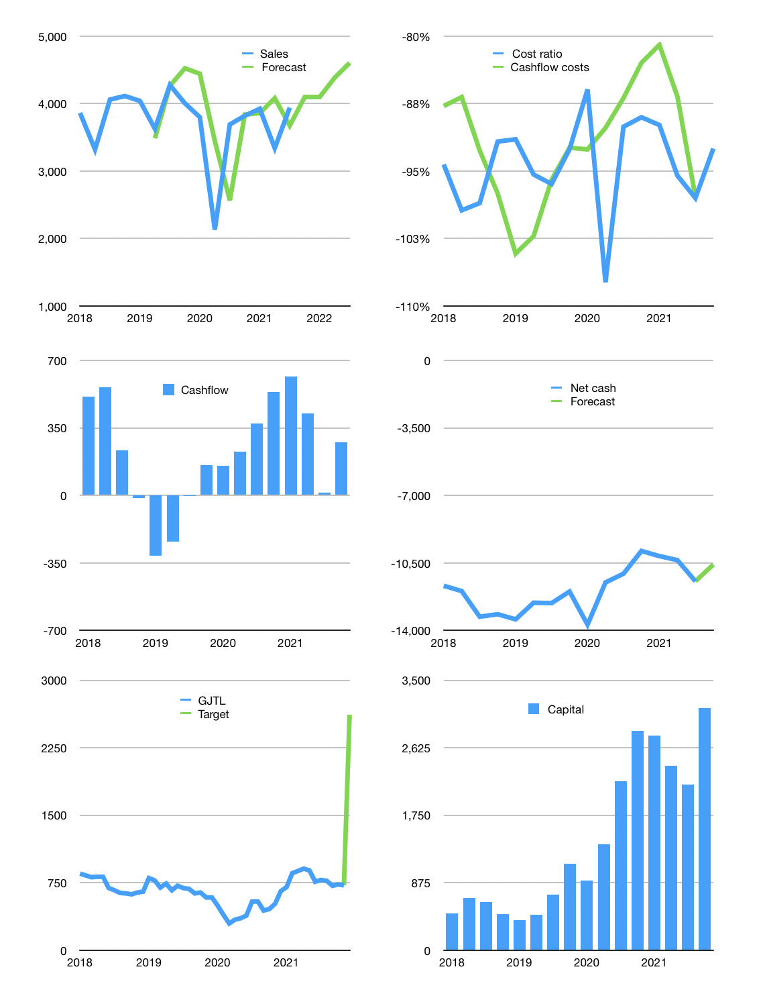 5,000
4,000
3,000
2,000
1,000
Sales
Forecast
2018 2019 2020 2021 2022
-80%
-88%
-95%
-103%
-110%
Cost ratio
Cashflow costs
2018 2019 2020 2021
700
350
0
-350
-700
Cashflow
2018 2019 2020 2021
0
-3,500
-7,000
-10,500
-14,000
Net cash
Forecast
2018 2019 2020 2021
3000
2250
1500
750
0
GJTL
Target
2018 2019 2020 2021
3,500
2,625
1,750
875
0
Capital
2018 2019 2020 2021